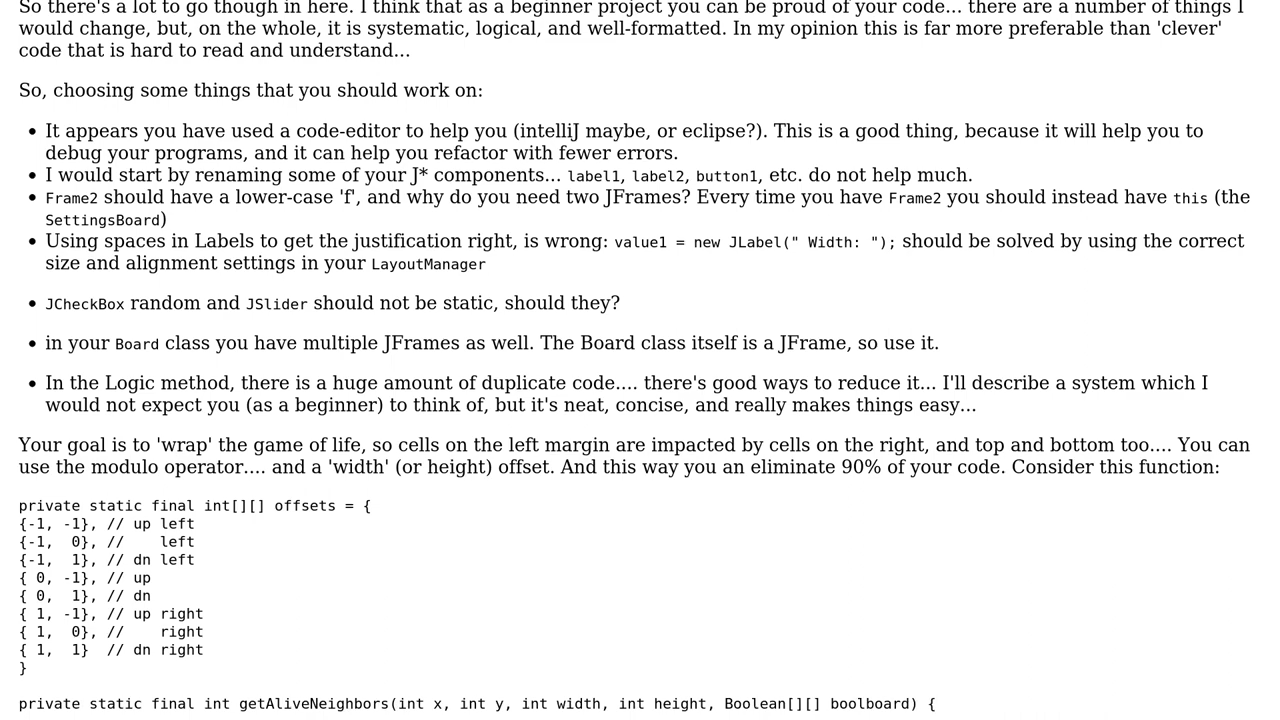 So there's a lot to go though in here. I think that as a beginner project you can be proud of your code... there are a number of things I
would change, but, on the whole, it is systematic, logical, and well-formatted. In my opinion this is far more preferable than 'clever'
code that is hard to read and understand...
So, choosing some things that you should work on:
• It appears you have used a code-editor to help you (intelliJ maybe, or eclipse?). This is a good thing, because it will help you to
debug your programs, and it can help you refactor with fewer errors.
• I would start by renaming some of your J* components... label1, label2, button1, etc. do not help much.
• Frame2 should have a lower-case 'f', and why do you need two JFrames? Every time you have Frame2 you should instead have this (the
SettingsBoard)
• Using spaces in Labels to get the justification right, is wrong: value1 = new JLabel(" Width: "); should be solved by using the correct
size and alignment settings in your LayoutManager
• JCheckBox random and JSlider should not be static, should they?
• in your Board class you have multiple JFrames as well. The Board class itself is a JFrame, so use it.
• In the Logic method, there is a huge amount of duplicate code.... there's good ways to reduce it... I'll describe a system which I
would not expect you (as a beginner) to think of, but it's neat, concise, and really makes things easy...
Your goal is to 'wrap' the game of life, so cells on the left margin are impacted by cells on the right, and top and bottom too.... You can
use the modulo operator.... and a 'width' (or height) offset. And this way you an eliminate 90% of your code. Consider this function:
private static final int[][] offsets = {
{-1, -1}, // up left
{-1,  0}, //    left
{-1,  1}, // dn left
{ 0, -1}, // up
{ 0,  1}, // dn
{ 1, -1}, // up right
{ 1,  0}, //    right
{ 1,  1}  // dn right
}
private static final int getAliveNeighbors(int x, int y, int width, int height, Boolean[][] boolboard) {